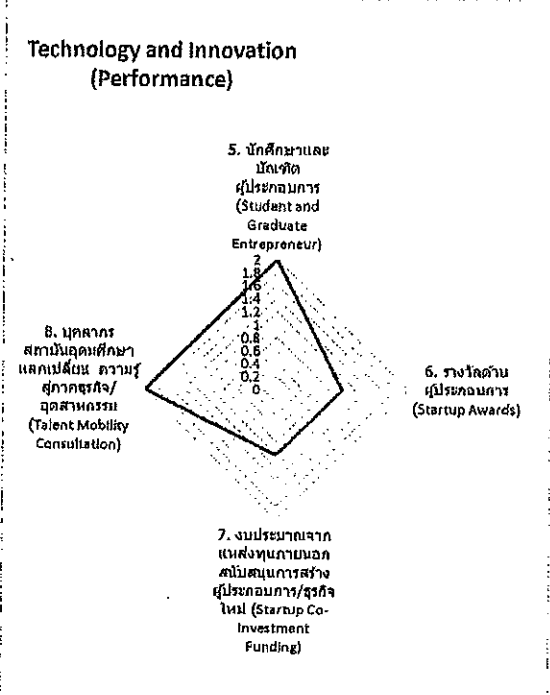 Technology and Innovation
(Performance)
5. นักศึกษาและ
บัณฑิต
ผู้ประกอบการ
(Student and
Graduate
Entrepreneur)
2
1.8
1.6
1.4
1.2
1
0.8
0.6
0.4
0.2
0
8. บุคลากร
สถาบันอุดมศึกษา
แลกเปลี่ยน ความรู้
สู่ภาคธุรกิจ/
อุตสาหกรรม
(Talent Mobility
Consultation)
6. รางวัลด้าน
ผู้ประกอบการ
(Startup Awards)
7. งบประมาณจาก
แหล่งทุนภายนอก
สนับสนุนการสร้าง
ผู้ประกอบการ/ธุรกิจ
ใหม่ (Startup Co-
Investment
Funding)